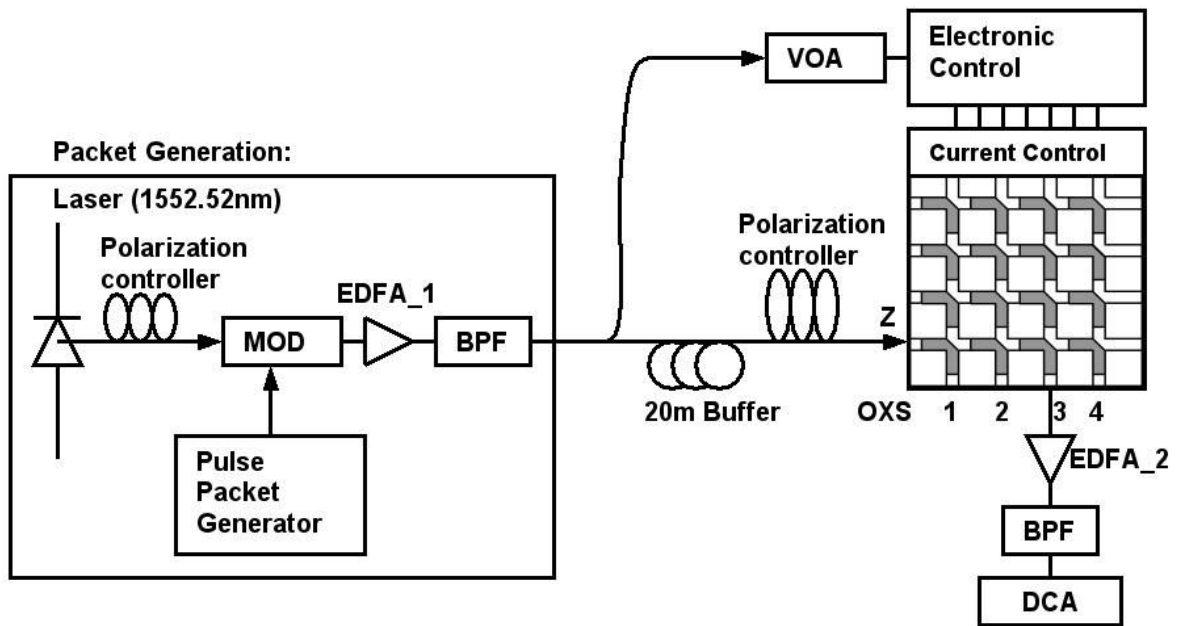 Electronic
Control
VOA
Current Control
Packet Generation:
Laser (1552.52nm)
Polarization
controller
EDFA_1
MOD
BPF
Pulse
Packet
Generator
Polarization
controller
Z
20m Buffer
OXS 1 2 3 4
EDFA_2
BPF
DCA